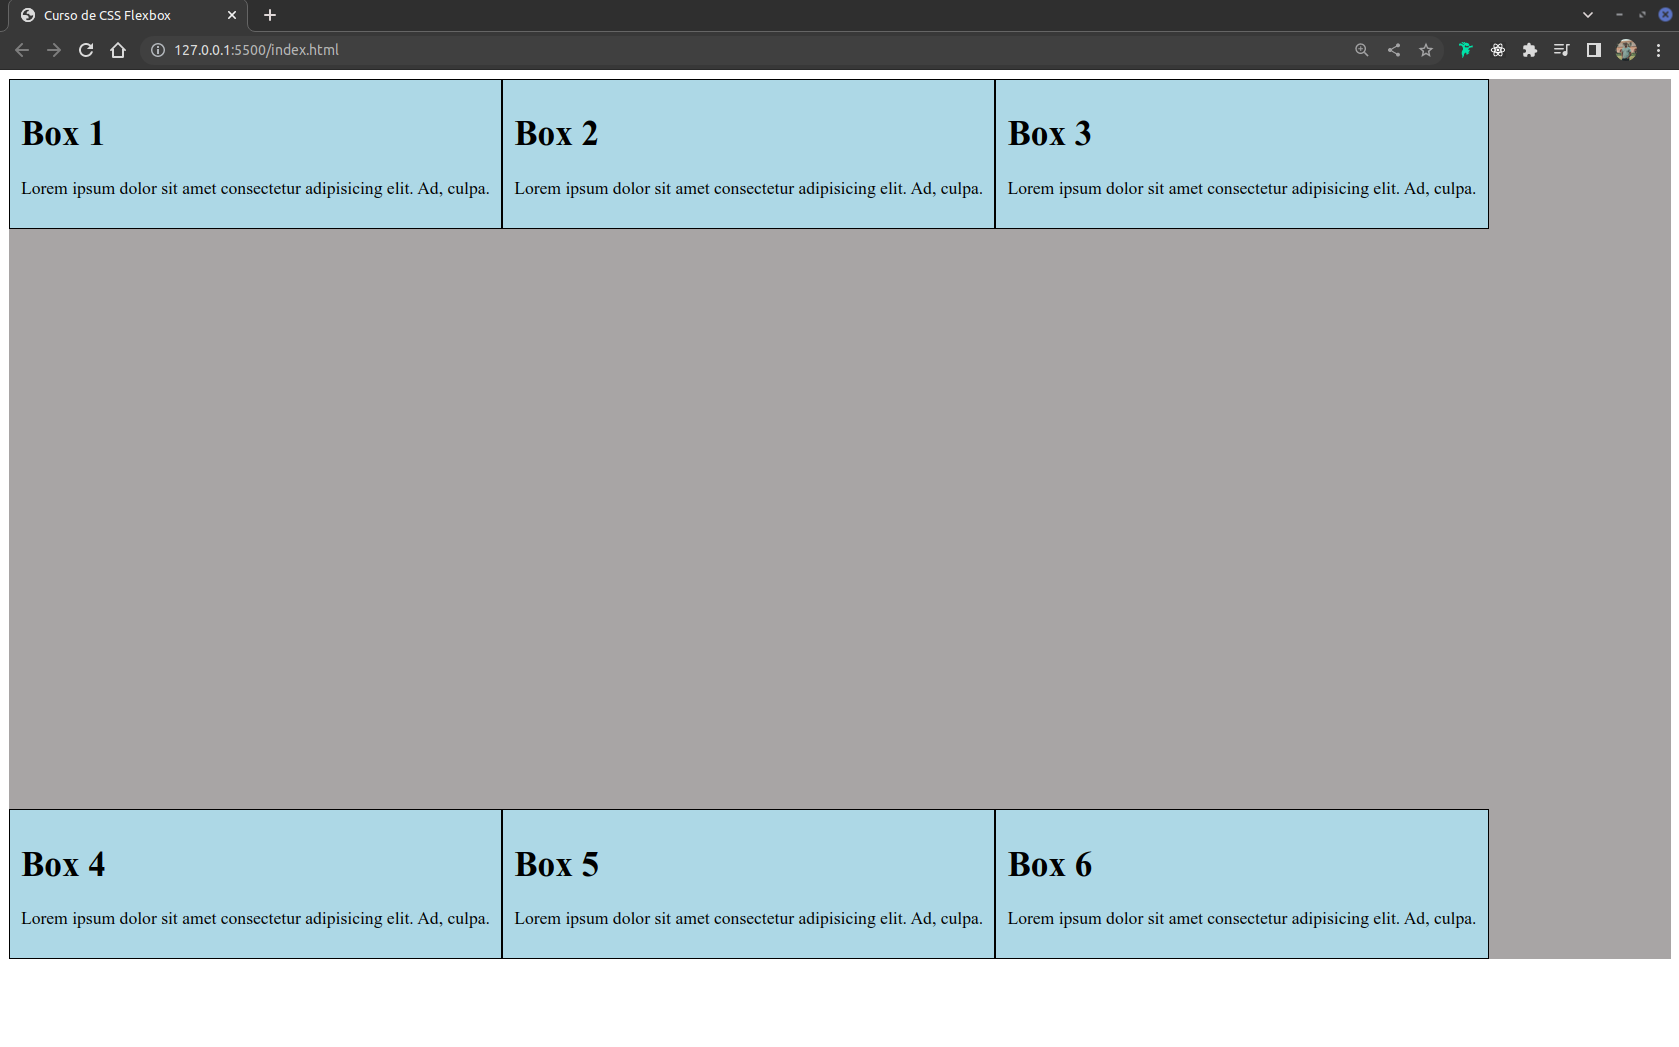 Curso de CSS Flexbox
127.0.0.1:5500/index.html
Box 1
Lorem ipsum dolor sit amet consectetur adipisicing elit. Ad, culpa.
Box 2
Lorem ipsum dolor sit amet consectetur adipisicing elit. Ad, culpa.
Box 3
Lorem ipsum dolor sit amet consectetur adipisicing elit. Ad, culpa.
Box 4
Lorem ipsum dolor sit amet consectetur adipisicing elit. Ad, culpa.
Box 5
Lorem ipsum dolor sit amet consectetur adipisicing elit. Ad, culpa.
Box 6
Lorem ipsum dolor sit amet consectetur adipisicing elit. Ad, culpa.